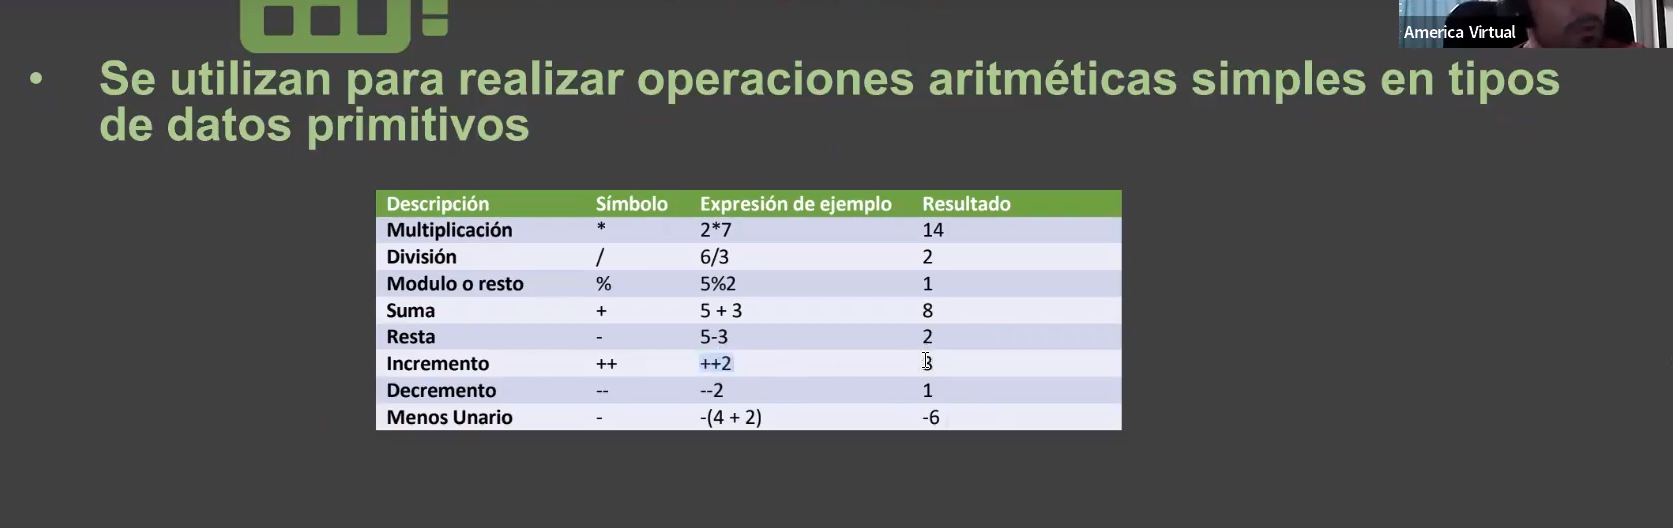 America Virtual
• Se utilizan para realizar operaciones aritméticas simples en tipos
de datos primitivos
Descripción Símbolo Expresión de ejemplo Resultado
Multiplicación * 2*7 14
División / 6/3 2
Modulo o resto % 5%2 1
Suma + 5 + 3 8
Resta - 5-3 2
Incremento ++ ++2 3
Decremento -- --2 1
Menos Unario - -(4 + 2) -6